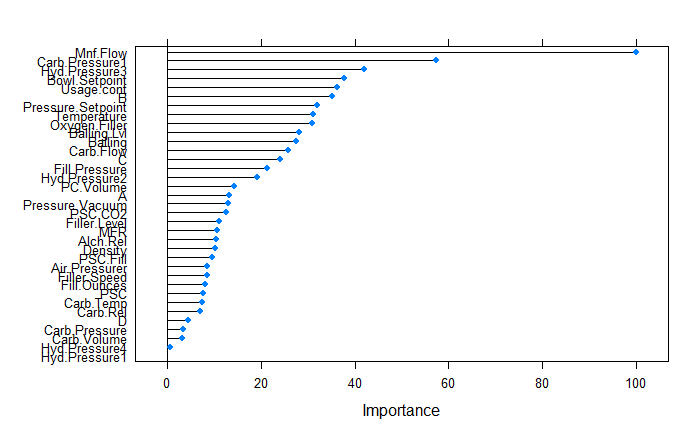 Mnf.Flow
Carb.Pressure1
Hyd.Pressure3
Bowl.Setpoint
Usage.cont
B
Pressure.Setpoint
Temperature
Oxygen.Filler
Balling.Lvl
Balling
Carb.Flow
C
Fill.Pressure
Hyd.Pressure2
PC.Volume
A
Pressure.Vacuum
PSC.CO2
Filler.Level
MFR
Alch.Rel
Density
PSC.Fill
Air.Pressurer
Filler.Speed
Fill.Ounces
PSC
Carb.Temp
Carb.Rel
D
Carb.Pressure
Carb.Volume
Hyd.Pressure4
Hyd.Pressure1
0 20 40 60 80 100
Importance